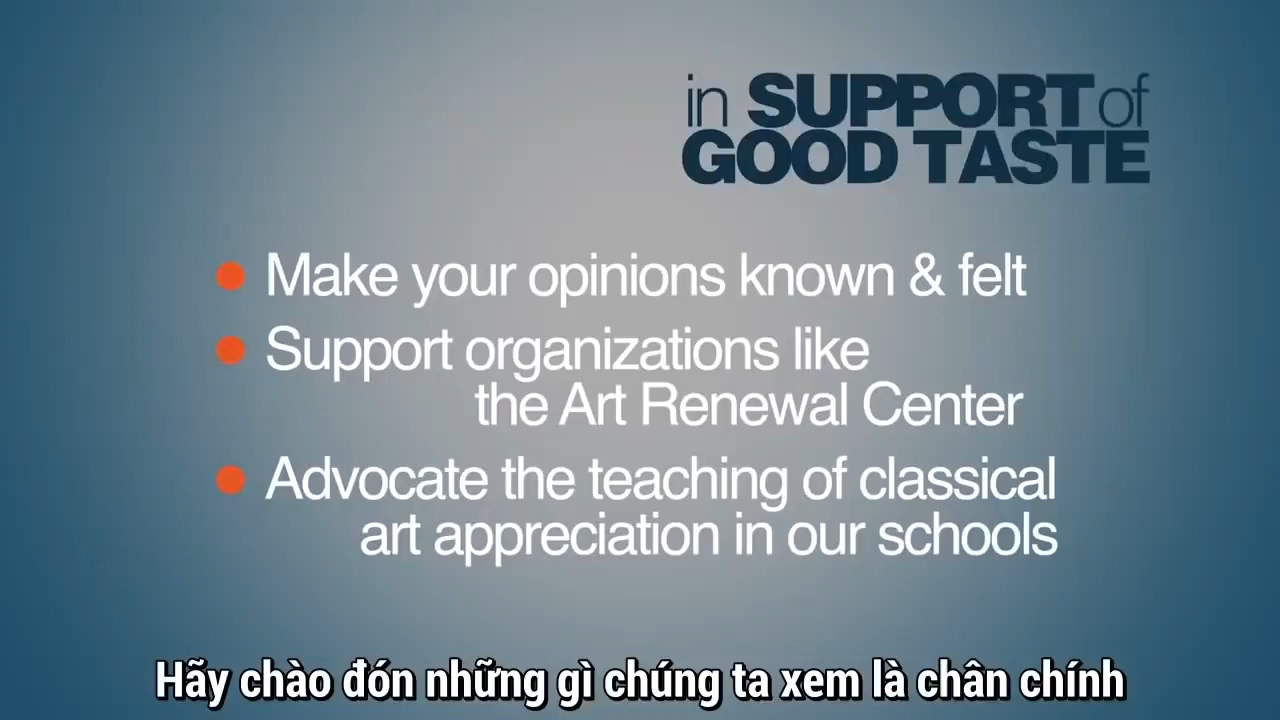 in SUPPORT of
GOOD TASTE
Make your opinions known & felt
Support organizations like
the Art Renewal Center
Advocate the teaching of classical
art appreciation in our schools
Hãy chào đón những gì chúng ta xem là chân chính